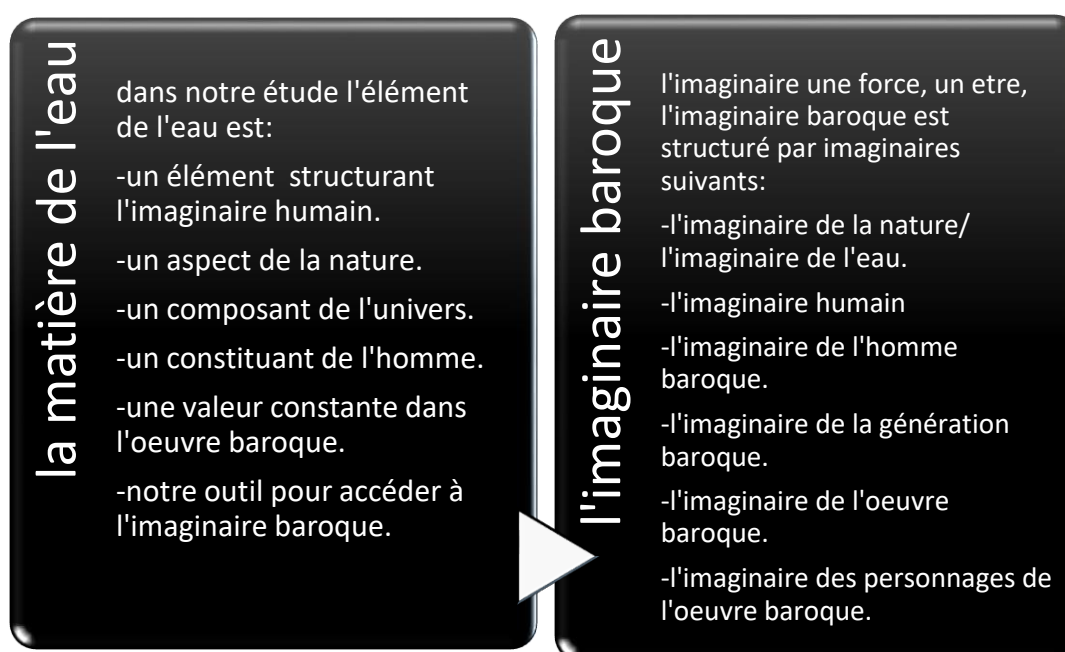 la matière de l'eau
dans notre étude l'élément
de l'eau est:
-un élément structurant
l'imaginaire humain.
-un aspect de la nature.
-un composant de l'univers.
-un constituant de l'homme.
-une valeur constante dans
l'oeuvre baroque.
-notre outil pour accéder à
l'imaginaire baroque.
l'imaginaire baroque
l'imaginaire une force, un etre,
l'imaginaire baroque est
structuré par imaginaires
suivants:
-l'imaginaire de la nature/
l'imaginaire de l'eau.
-l'imaginaire humain
-l'imaginaire de l'homme
baroque.
-l'imaginaire de la génération
baroque.
-l'imaginaire de l'oeuvre
baroque.
-l'imaginaire des personnages de
l'oeuvre baroque.